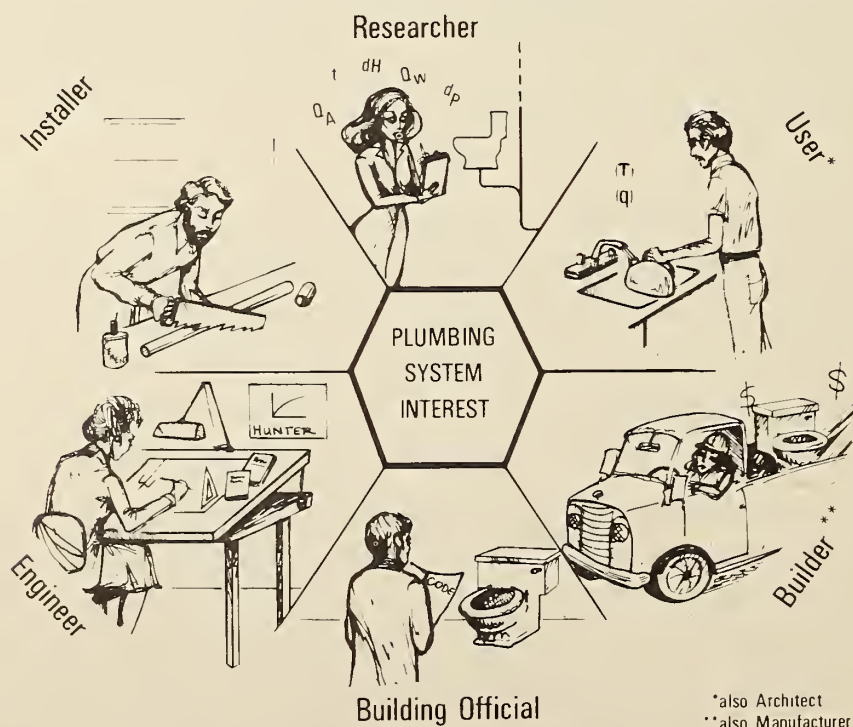 Researcher
t dH Qw dp
QA
Installer
User*
(T)
(q)
PLUMBING
SYSTEM
INTEREST
HUNTER
$ $
CODE
Engineer
Builder**
Building Official
*also Architect
**also Manufacturer